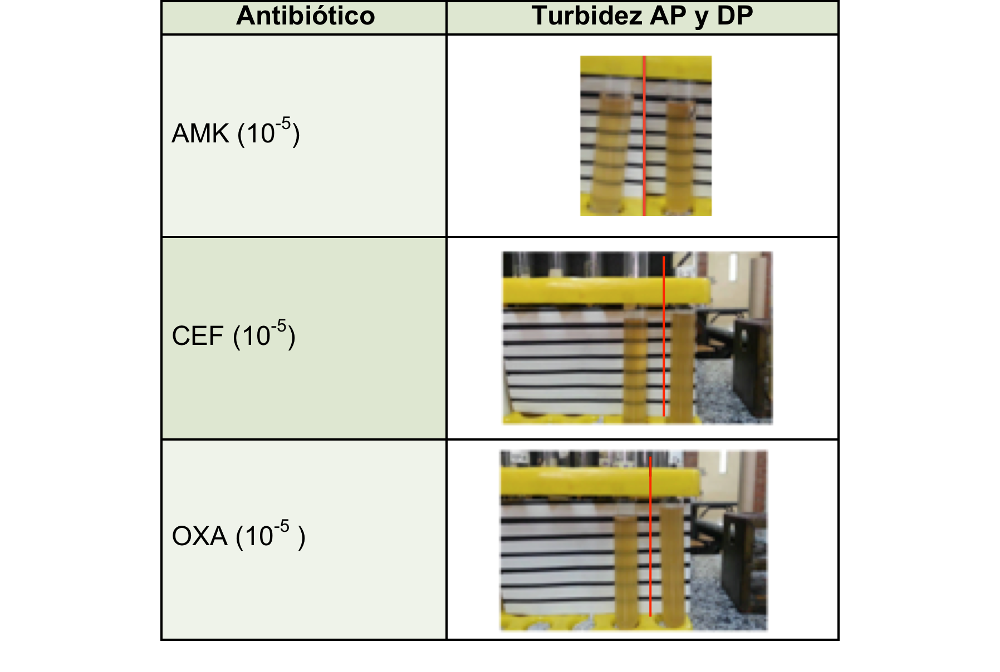 Antibiótico Turbidez AP y DP
AMK (10⁻⁵)
CEF (10⁻⁵)
OXA (10⁻⁵ )